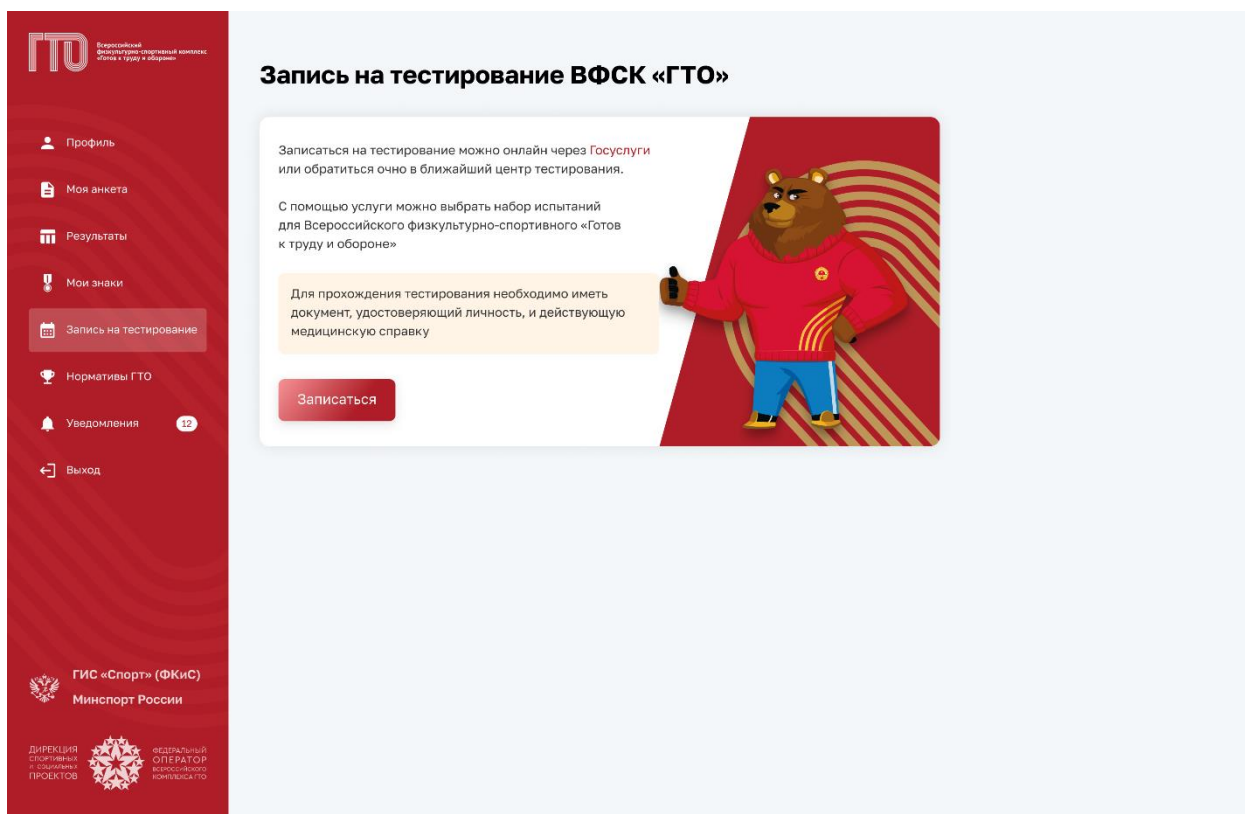 ГТО
Всероссийский
физкультурно-спортивный комплекс
«Готов к труду и обороне»
Профиль
Моя анкета
Результаты
Мои знаки
Запись на тестирование
Нормативы ГТО
Уведомления 12
Выход
ГИС «Спорт» (ФКиС)
Минспорт России
ДИРЕКЦИЯ
СПОРТИВНЫХ
И СОЦИАЛЬНЫХ
ПРОЕКТОВ
ФЕДЕРАЛЬНЫЙ
ОПЕРАТОР
ВСЕРОССИЙСКОГО
КОМПЛЕКСА ГТО
Запись на тестирование ВФСК «ГТО»
Записаться на тестирование можно онлайн через Госуслуги
или обратиться очно в ближайший центр тестирования.
С помощью услуги можно выбрать набор испытаний
для Всероссийского физкультурно-спортивного «Готов
к труду и обороне»
Для прохождения тестирования необходимо иметь
документ, удостоверяющий личность, и действующую
медицинскую справку
Записаться